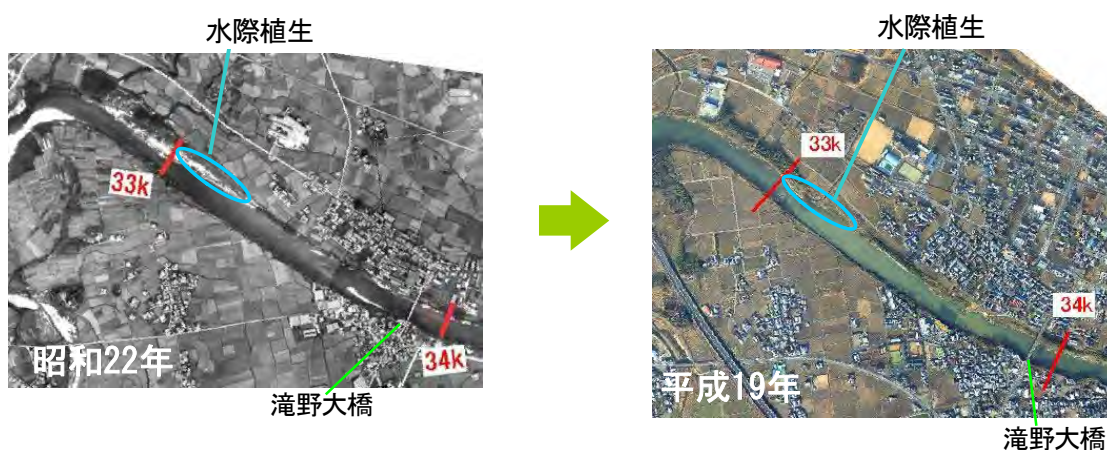 水際植生
33k
34k
昭和22年
滝野大橋
水際植生
33k
34k
平成19年
滝野大橋